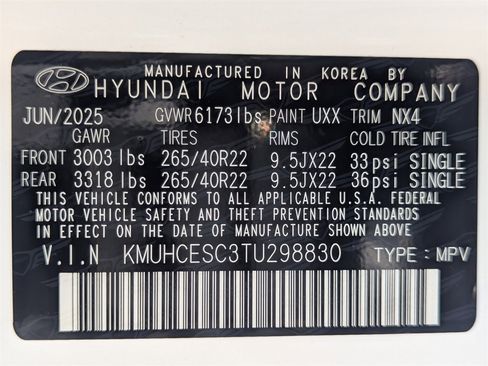 MANUFACTURED IN KOREA BY
HYUNDAI MOTOR COMPANY
JUN/2025 GVWR 6173lbs PAINT UXX TRIM NX4
GAWR TIRES RIMS COLD TIRE INFL
FRONT 3003 lbs 265/40R22 9.5JX22 33psi SINGLE
REAR 3318 lbs 265/40R22 9.5JX22 36psi SINGLE
THIS VEHICLE CONFORMS TO ALL APPLICABLE U.S.A. FEDERAL
MOTOR VEHICLE SAFETY AND THEFT PREVENTION STANDARDS
IN EFFECT ON THE DATE OF MANUFACTURE SHOWN ABOVE
V.I.N KMUHCESC3TU298830 TYPE : MPV